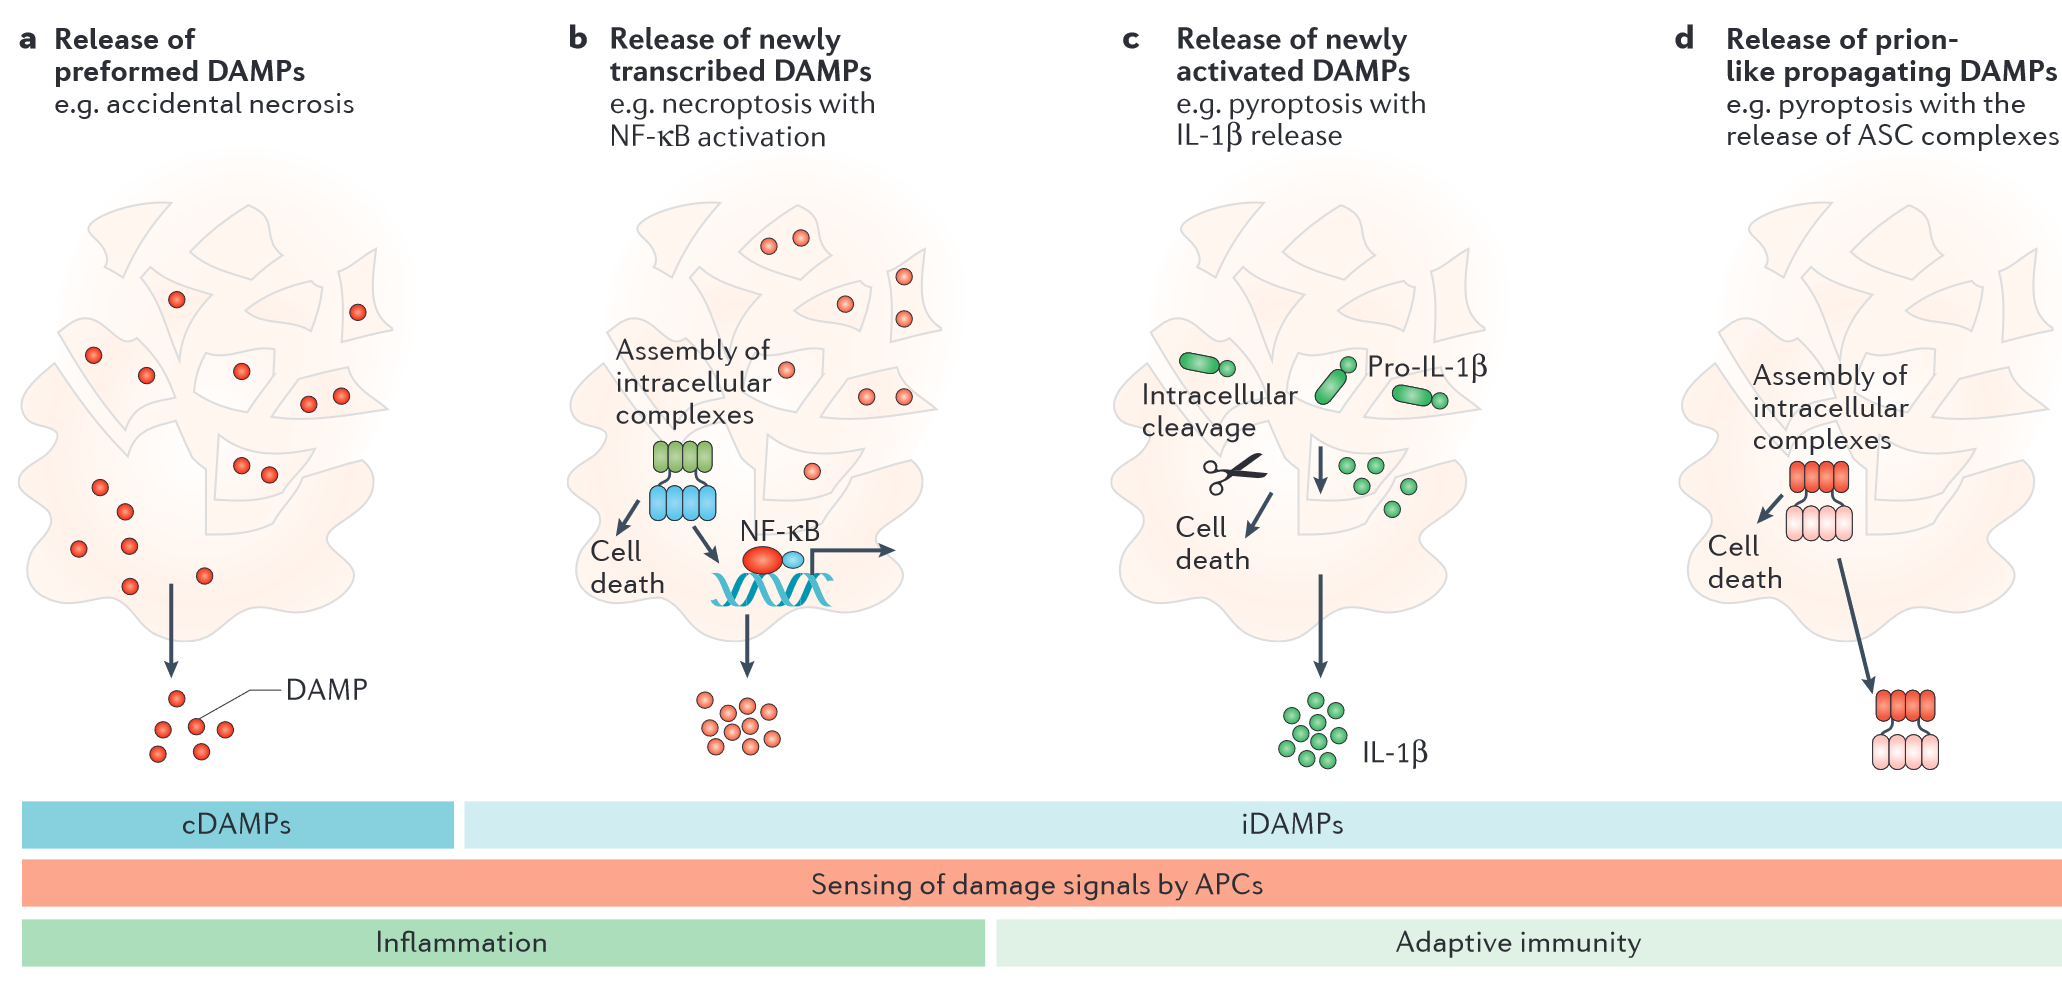 a Release of
preformed DAMPs
e.g. accidental necrosis
DAMP
b Release of newly
transcribed DAMPs
e.g. necroptosis with
NF-κB activation
Assembly of
intracellular
complexes
Cell
death
NF-κB
c Release of newly
activated DAMPs
e.g. pyroptosis with
IL-1β release
Pro-IL-1β
Intracellular
cleavage
Cell
death
IL-1β
d Release of prion-
like propagating DAMPs
e.g. pyroptosis with the
release of ASC complexes
Assembly of
intracellular
complexes
Cell
death
cDAMPs
iDAMPs
Sensing of damage signals by APCs
Inflammation
Adaptive immunity